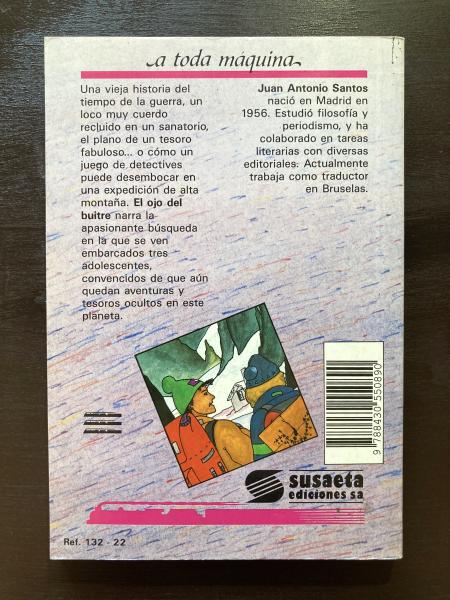 a toda máquina
Una vieja historia del
tiempo de la guerra, un
loco muy cuerdo
recluido en un sanatorio,
el plano de un tesoro
fabuloso... o cómo un
juego de detectives
puede desembocar en
una expedición de alta
montaña. El ojo del
buitre narra la
apasionante búsqueda
en la que se ven
embarcados tres
adolescentes,
convencidos de que aún
quedan aventuras y
tesoros ocultos en este
planeta.
Juan Antonio Santos
nació en Madrid en
1956. Estudió filosofía y
periodismo, y ha
colaborado en tareas
literarias con diversas
editoriales. Actualmente
trabaja como traductor
en Bruselas.
9 788430 550890
susaeta
ediciones sa
Ref. 132 - 22